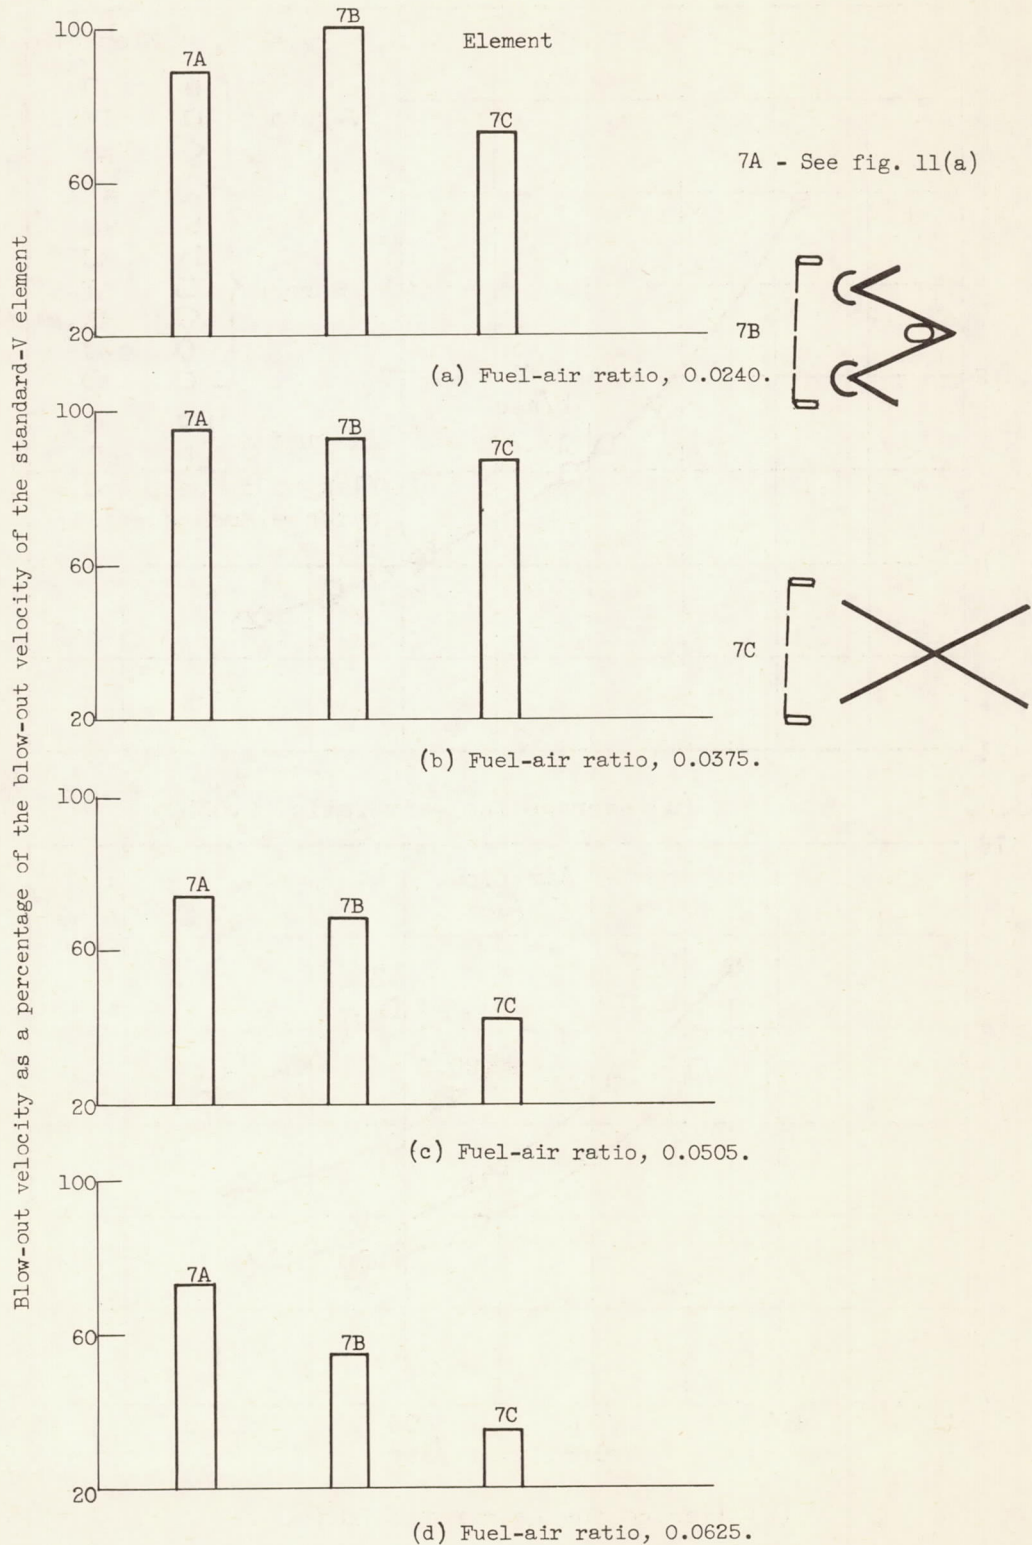 Blow-out velocity as a percentage of the blow-out velocity of the standard-V element
Element
100
60
20
7A
7B
7C
(a) Fuel-air ratio, 0.0240.
7A - See fig. 11(a)
7B
7C
100
60
20
7A
7B
7C
(b) Fuel-air ratio, 0.0375.
100
60
20
7A
7B
7C
(c) Fuel-air ratio, 0.0505.
100
60
20
7A
7B
7C
(d) Fuel-air ratio, 0.0625.